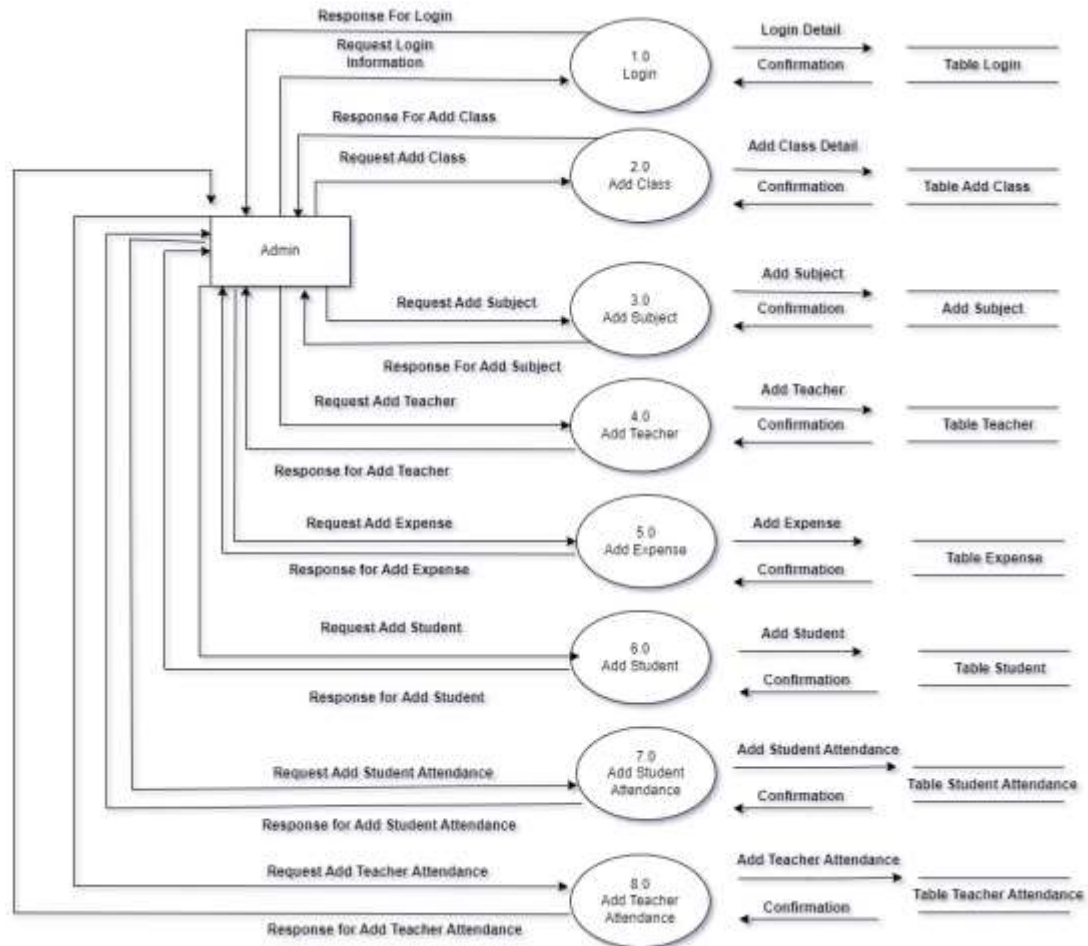 Response For Login
Request Login
Information
1.0
Login
Login Detail
Confirmation
Table Login
Response For Add Class
Request Add Class
2.0
Add Class
Add Class Detail
Confirmation
Table Add Class
Admin
Request Add Subject
Response For Add Subject
3.0
Add Subject
Add Subject
Confirmation
Add Subject
Request Add Teacher
Response for Add Teacher
4.0
Add Teacher
Add Teacher
Confirmation
Table Teacher
Request Add Expense
Response for Add Expense
5.0
Add Expense
Add Expense
Confirmation
Table Expense
Request Add Student
Response for Add Student
6.0
Add Student
Add Student
Confirmation
Table Student
Request Add Student Attendance
Response for Add Student Attendance
7.0
Add Student
Attendance
Add Student Attendance
Confirmation
Table Student Attendance
Request Add Teacher Attendance
Response for Add Teacher Attendance
8.0
Add Teacher
Attendance
Add Teacher Attendance
Confirmation
Table Teacher Attendance